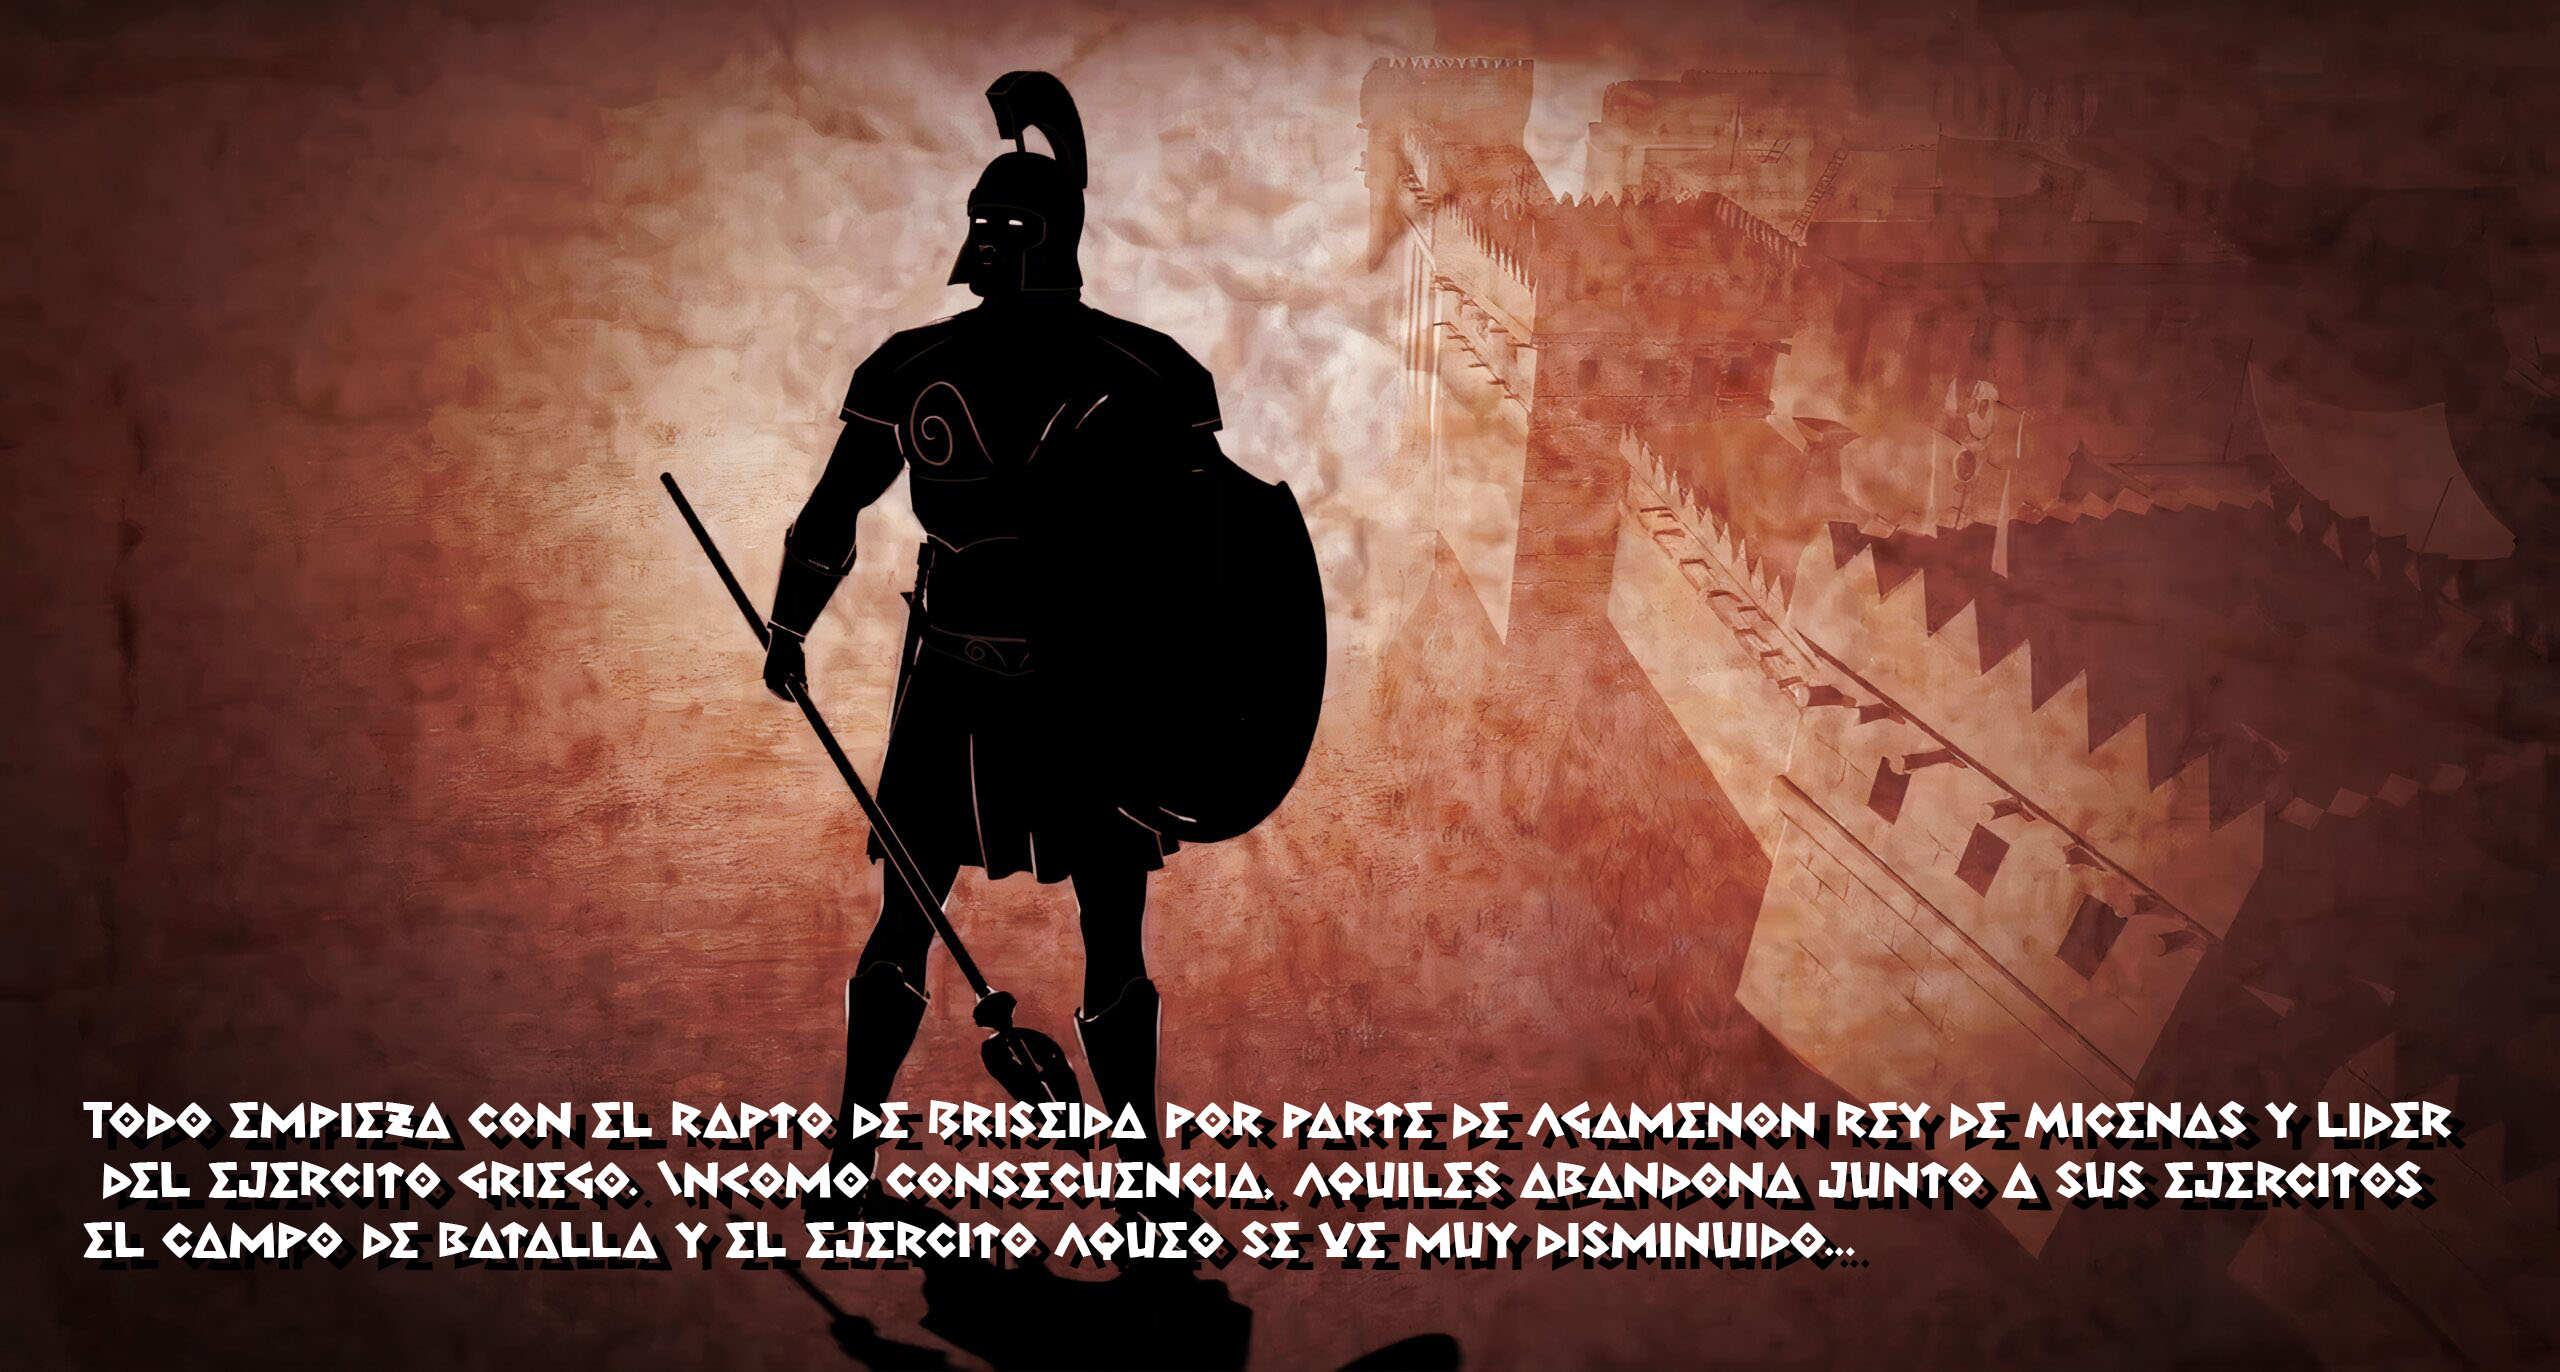 TODO EMPIEZA CON EL RAPTO DE BRISEIDA POR PARTE DE AGAMENON REY DE MICENAS Y LIDER
DEL EJERCITO GRIEGO. \NCOMO CONSECUENCIA, AQUILES ABANDONA JUNTO A SUS EJERCITOS
EL CAMPO DE BATALLA Y EL EJERCITO AQUEO SE VE MUY DISMINUIDO...